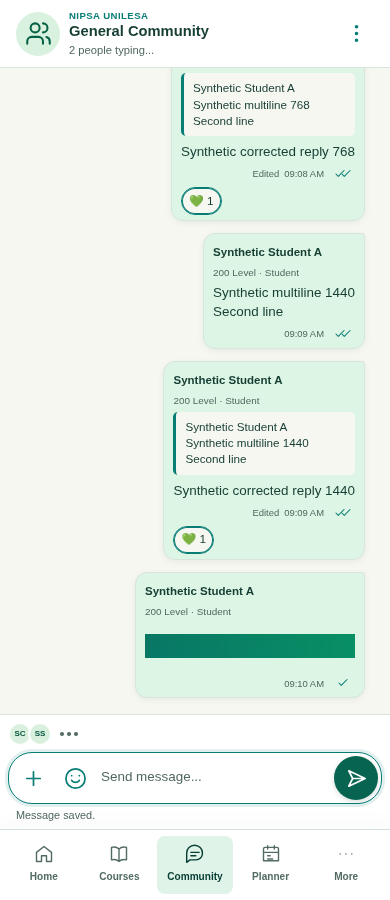 NIPSA UNILESA
General Community
2 people typing...
Synthetic Student A
Synthetic multiline 768
Second line
Synthetic corrected reply 768
Edited 09:08 AM
💚 1
Synthetic Student A
200 Level · Student
Synthetic multiline 1440
Second line
09:09 AM
Synthetic Student A
200 Level · Student
Synthetic Student A
Synthetic multiline 1440
Second line
Synthetic corrected reply 1440
Edited 09:09 AM
💚 1
Synthetic Student A
200 Level · Student
09:10 AM
SC SS
Send message...
Message saved.
Home Courses Community Planner More